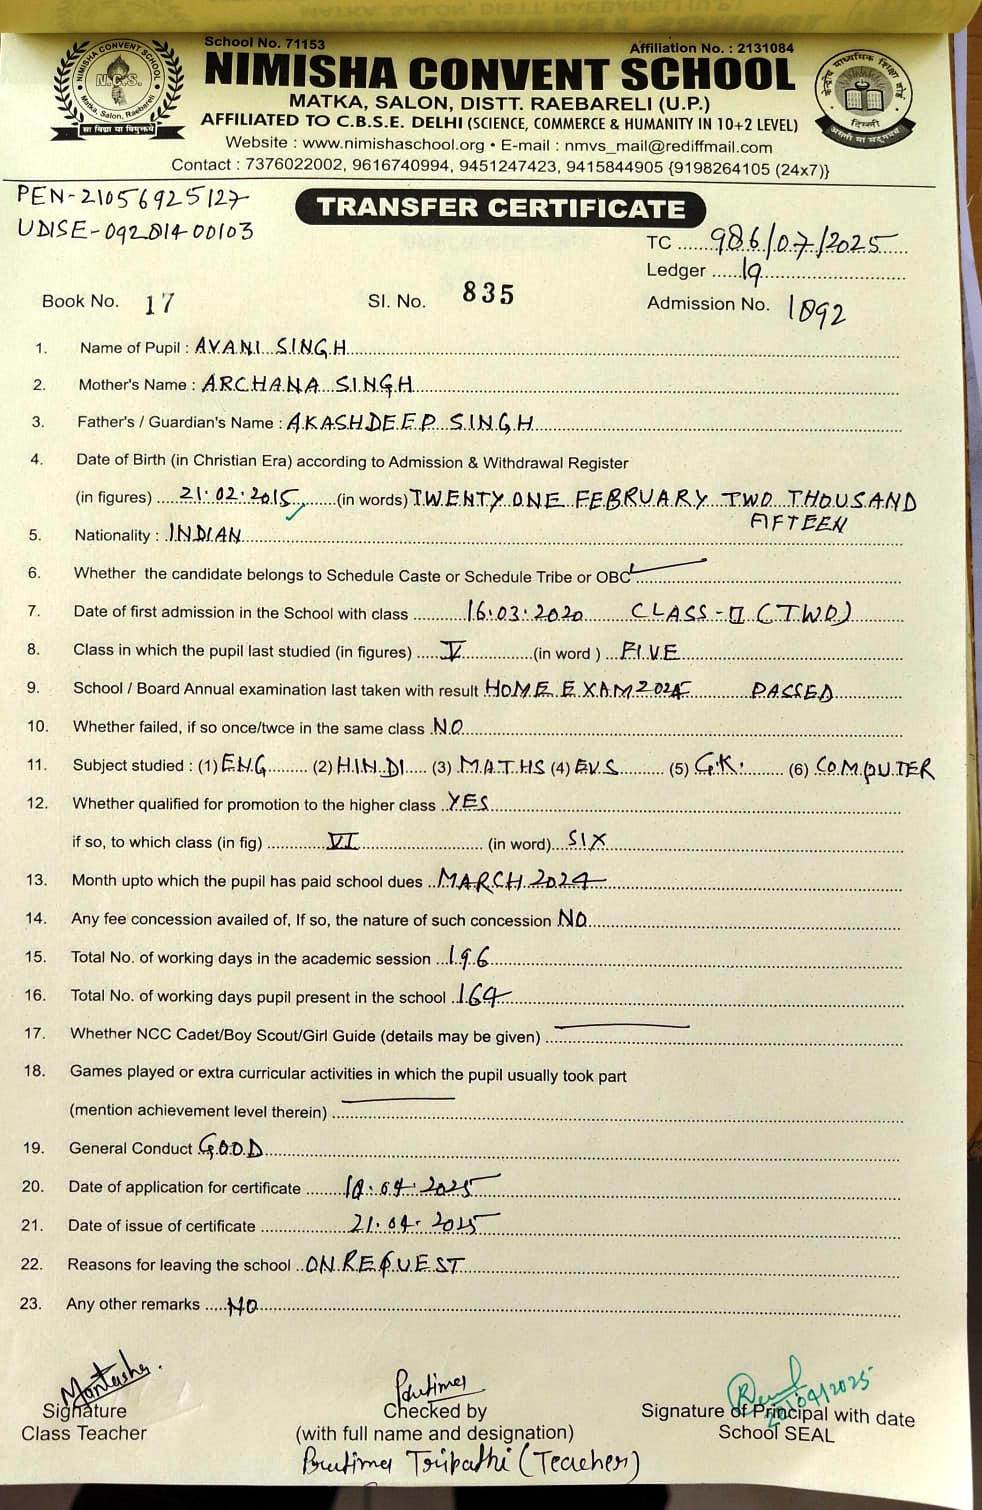 School No. 71153
Affiliation No. : 2131084
NIMISHA CONVENT SCHOOL
N.C.S.
Matka, Salon, Raebareli
सा विद्या या विमुक्तये
केन्द्रीय माध्यमिक शिक्षा बोर्ड
दिल्ली
असतो मा सद्गमय
NIMISHA CONVENT SCHOOL
MATKA, SALON, DISTT. RAEBARELI (U.P.)
AFFILIATED TO C.B.S.E. DELHI (SCIENCE, COMMERCE & HUMANITY IN 10+2 LEVEL)
Website : www.nimishaschool.org • E-mail : nmvs_mail@rediffmail.com
Contact : 7376022002, 9616740994, 9451247423, 9415844905 {9198264105 (24x7)}
PEN-21056925127
UDISE-09281400103
TRANSFER CERTIFICATE
TC ......986/07/2025
Ledger ......19
Book No. 17 Sl. No. 835 Admission No. 1892
1. Name of Pupil : AVANI SINGH
2. Mother's Name : ARCHANA SINGH
3. Father's / Guardian's Name : AKASHDEEP SINGH
4. Date of Birth (in Christian Era) according to Admission & Withdrawal Register
(in figures) ....21.02.2015......(in words) TWENTY ONE FEBRUARY TWO THOUSAND
FIFTEEN
5. Nationality : INDIAN
6. Whether the candidate belongs to Schedule Caste or Schedule Tribe or OBC
7. Date of first admission in the School with class ..........16.03.2020 CLASS-II (TWO)
8. Class in which the pupil last studied (in figures) .....V...............(in word ) ...FIVE
9. School / Board Annual examination last taken with result HOME EXAM 2025 PASSED
10. Whether failed, if so once/twce in the same class .NO
11. Subject studied : (1) ENG (2) HINDI (3) MATHS (4) EVS (5) G.K. (6) COMPUTER
12. Whether qualified for promotion to the higher class ..YES
if so, to which class (in fig) .............VI............................ (in word)...SIX
13. Month upto which the pupil has paid school dues ..MARCH 2024
14. Any fee concession availed of, If so, the nature of such concession NO
15. Total No. of working days in the academic session ...196
16. Total No. of working days pupil present in the school ..164
17. Whether NCC Cadet/Boy Scout/Girl Guide (details may be given)
18. Games played or extra curricular activities in which the pupil usually took part
(mention achievement level therein)
19. General Conduct GOOD
20. Date of application for certificate ........10.04.2025
21. Date of issue of certificate ...................21.04.2025
22. Reasons for leaving the school ..ON REQUEST
23. Any other remarks .....NO
Signature Checked by Signature of Principal with date
Class Teacher (with full name and designation) School SEAL
Pratima Tripathi (Teacher)